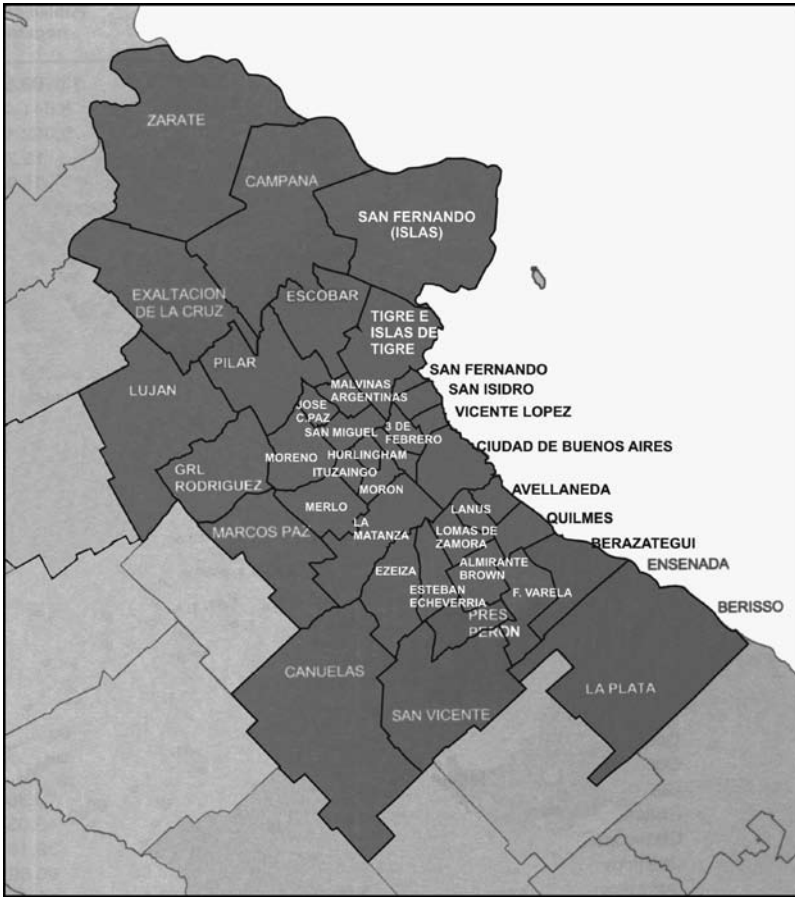 ZARATE
CAMPANA
SAN FERNANDO
(ISLAS)
EXALTACION
DE LA CRUZ
ESCOBAR
TIGRE E
ISLAS DE
TIGRE
PILAR
LUJAN
MALVINAS
ARGENTINAS
SAN FERNANDO
SAN ISIDRO
JOSE
C.PAZ
VICENTE LOPEZ
SAN MIGUEL
3 DE
FEBRERO
CIUDAD DE BUENOS AIRES
MORENO
HURLINGHAM
ITUZAINGO
GRL
RODRIGUEZ
MORON
AVELLANEDA
MERLO
LANUS
QUILMES
MARCOS PAZ
LA
MATANZA
LOMAS DE
ZAMORA
BERAZATEGUI
ENSENADA
EZEIZA
ALMIRANTE
BROWN
ESTEBAN
ECHEVERRIA
F. VARELA
BERISSO
PRES
PERON
CANUELAS
LA PLATA
SAN VICENTE